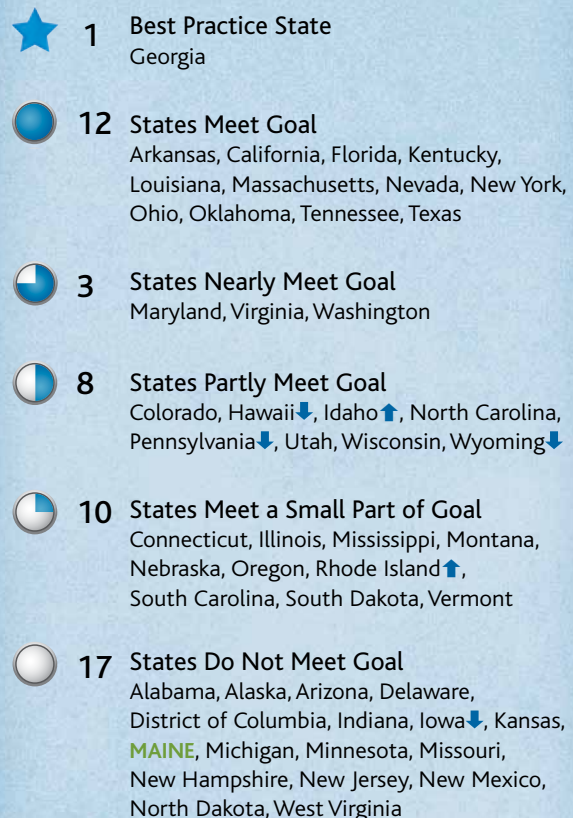 1 Best Practice State
Georgia
12 States Meet Goal
Arkansas, California, Florida, Kentucky,
Louisiana, Massachusetts, Nevada, New York,
Ohio, Oklahoma, Tennessee, Texas
3 States Nearly Meet Goal
Maryland, Virginia, Washington
8 States Partly Meet Goal
Colorado, Hawaii⬇, Idaho⬆, North Carolina,
Pennsylvania⬇, Utah, Wisconsin, Wyoming⬇
10 States Meet a Small Part of Goal
Connecticut, Illinois, Mississippi, Montana,
Nebraska, Oregon, Rhode Island⬆,
South Carolina, South Dakota, Vermont
17 States Do Not Meet Goal
Alabama, Alaska, Arizona, Delaware,
District of Columbia, Indiana, Iowa⬇, Kansas,
MAINE, Michigan, Minnesota, Missouri,
New Hampshire, New Jersey, New Mexico,
North Dakota, West Virginia